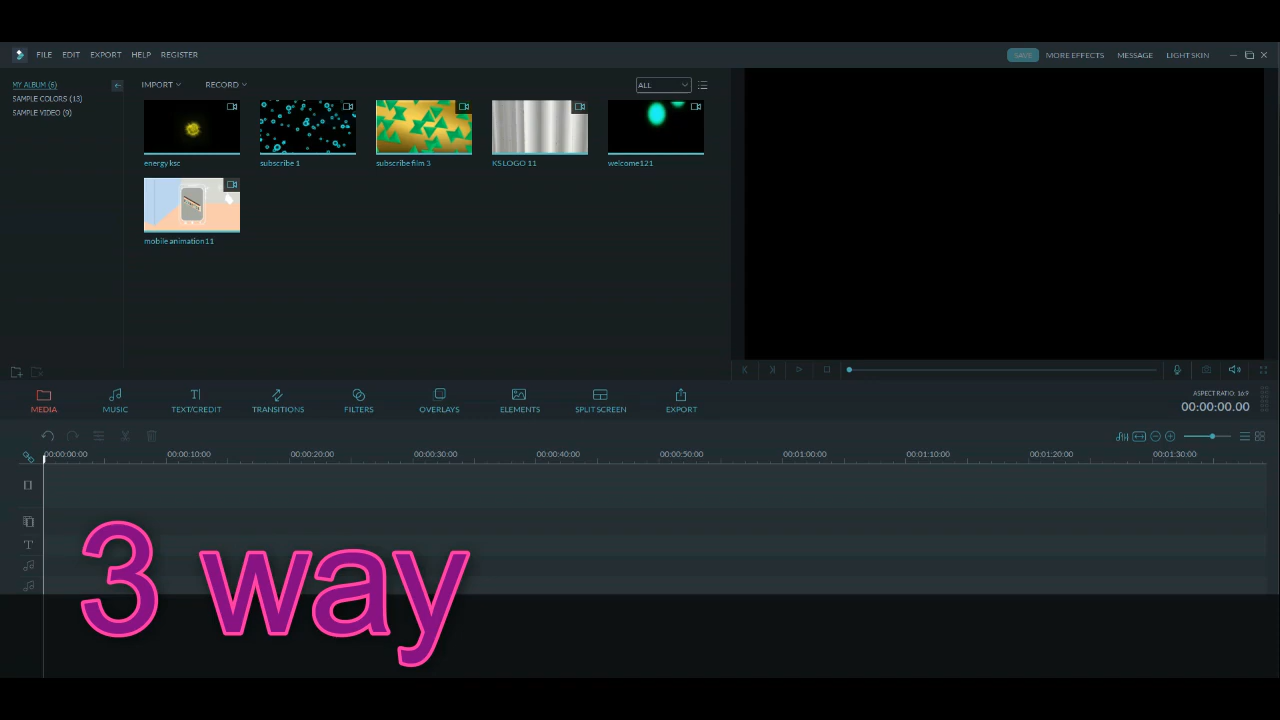 FILE EDIT EXPORT HELP REGISTER SAVE MORE EFFECTS MESSAGE LIGHT SKIN
MY ALBUM (6)
SAMPLE COLORS (13)
SAMPLE VIDEO (9)
IMPORT RECORD ALL
energy ksc subscribe 1 subscribe film 3 KS LOGO 11 welcome121
mobile animation11
MEDIA MUSIC TEXT/CREDIT TRANSITIONS FILTERS OVERLAYS ELEMENTS SPLIT SCREEN EXPORT
ASPECT RATIO: 16:9
00:00:00.00
00:00:00:00 00:00:10:00 00:00:20:00 00:00:30:00 00:00:40:00 00:00:50:00 00:01:00:00 00:01:10:00 00:01:20:00 00:01:30:00
3 way